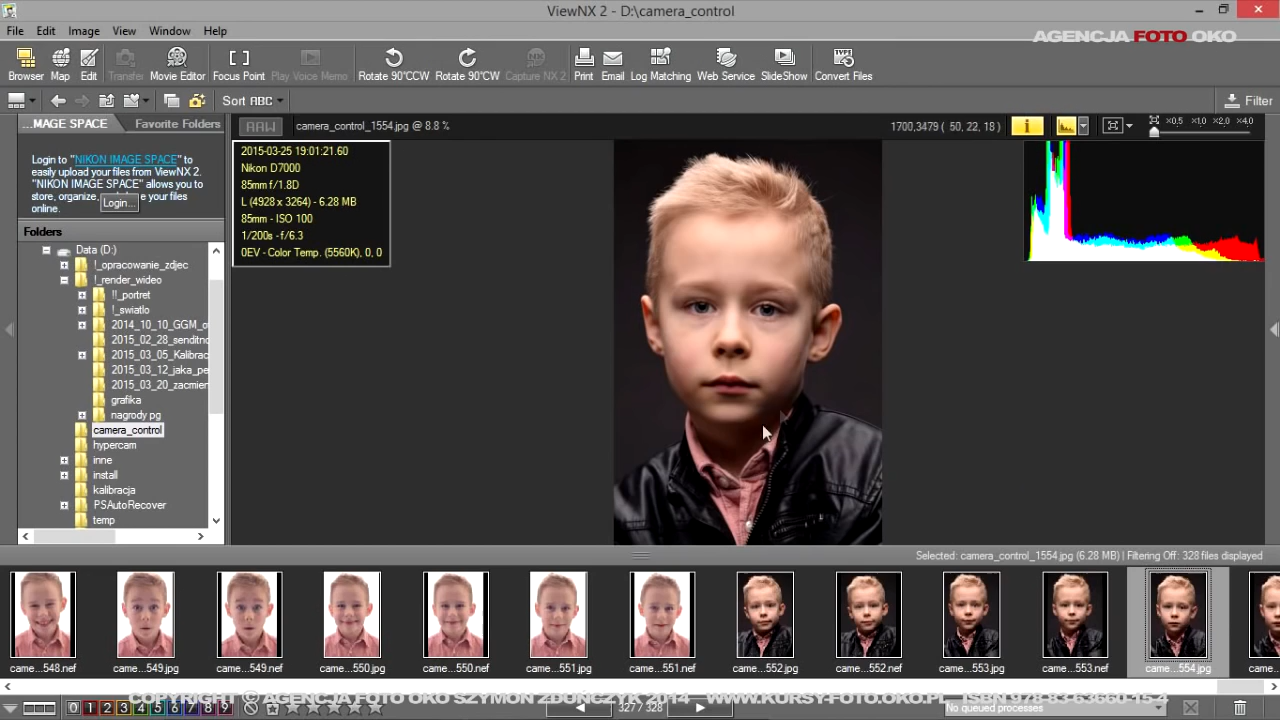 ViewNX 2 - D:\camera_control
File Edit Image View Window Help
AGENCJA FOTO OKO
Browser Map Edit Transfer Movie Editor Focus Point Play Voice Memo Rotate 90°CCW Rotate 90°CW Capture NX 2 Print Email Log Matching Web Service SlideShow Convert Files
Sort ABC Filter
...MAGE SPACE Favorite Folders
RAW camera_control_1554.jpg @ 8.8 % 1700,3479 ( 50, 22, 18 ) x0,5 x1,0 x2,0 x4,0
Login to "NIKON IMAGE SPACE" to
easily upload your files from ViewNX 2.
"NIKON IMAGE SPACE" allows you to
store, organize, Login... e your files
online.
2015-03-25 19:01:21.60
Nikon D7000
85mm f/1.8D
L (4928 x 3264) - 6.28 MB
85mm - ISO 100
1/200s - f/6.3
0EV - Color Temp. (5560K), 0, 0
Folders
Data (D:)
!_opracowanie_zdjec
!_render_wideo
!!_portret
!_swiatlo
2014_10_10_GGM_o
2015_02_28_senditno
2015_03_05_Kalibrac
2015_03_12_jaka_pe
2015_03_20_zacmien
grafika
nagrody pg
camera_control
hypercam
inne
install
kalibracja
PSAutoRecover
temp
Selected: camera_control_1554.jpg (6.28 MB) | Filtering Off: 328 files displayed
came...548.nef came...549.jpg came...549.nef came...550.jpg came...550.nef came...551.jpg came...551.nef came...552.jpg came...552.nef came...553.jpg came...553.nef came...554.jpg came
COPYRIGHT © AGENCJA FOTO OKO SZYMON ZDUŃCZYK 2014 - WWW.KURSY-FOTO.OKO.PL ISBN 978-83-63660-15-4
0 1 2 3 4 5 6 7 8 9 327 / 328 No queued processes